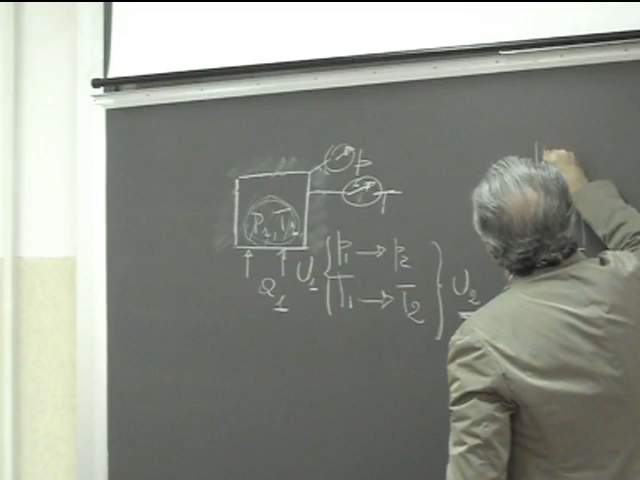 p
T
P₁, T₁
Q₁
U₁ { p₁ → p₂
T₁ → T₂ } U₂